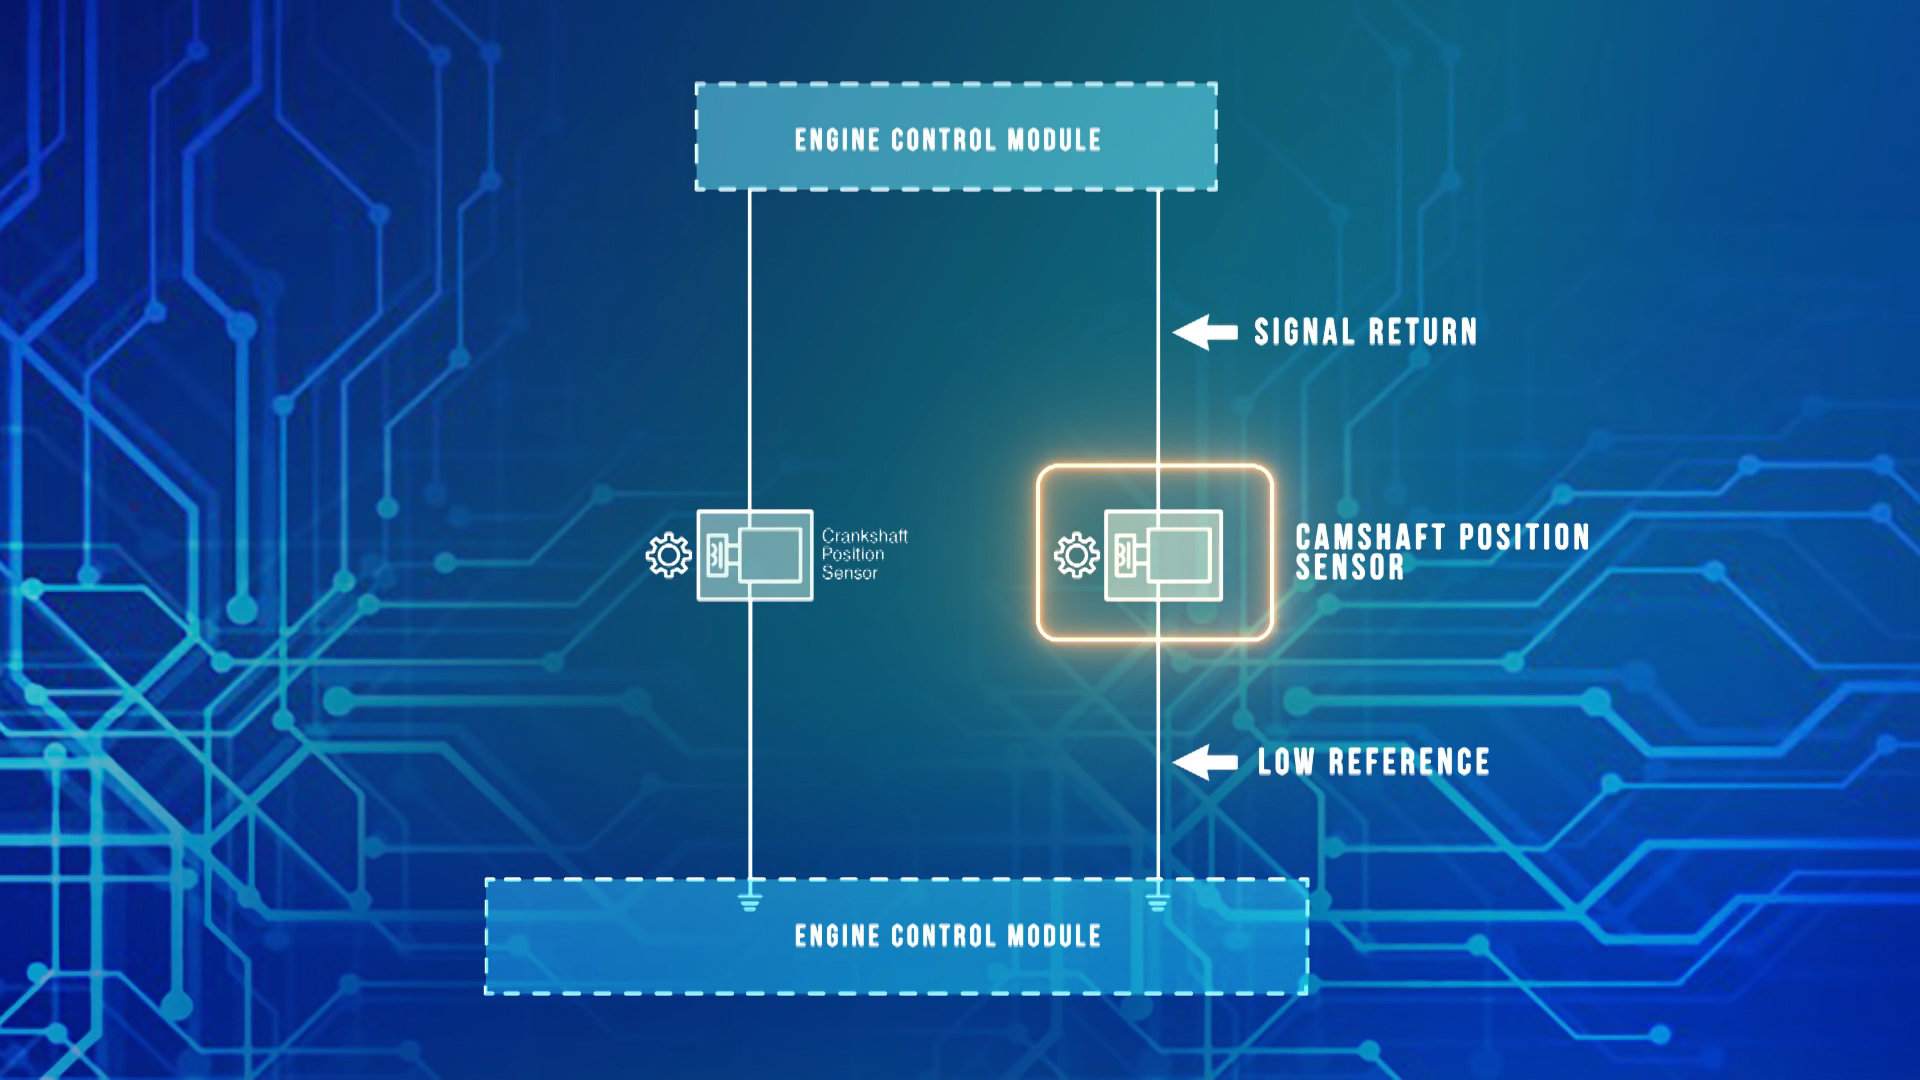 ENGINE CONTROL MODULE
SIGNAL RETURN
Crankshaft
Position
Sensor
CAMSHAFT POSITION
SENSOR
LOW REFERENCE
ENGINE CONTROL MODULE